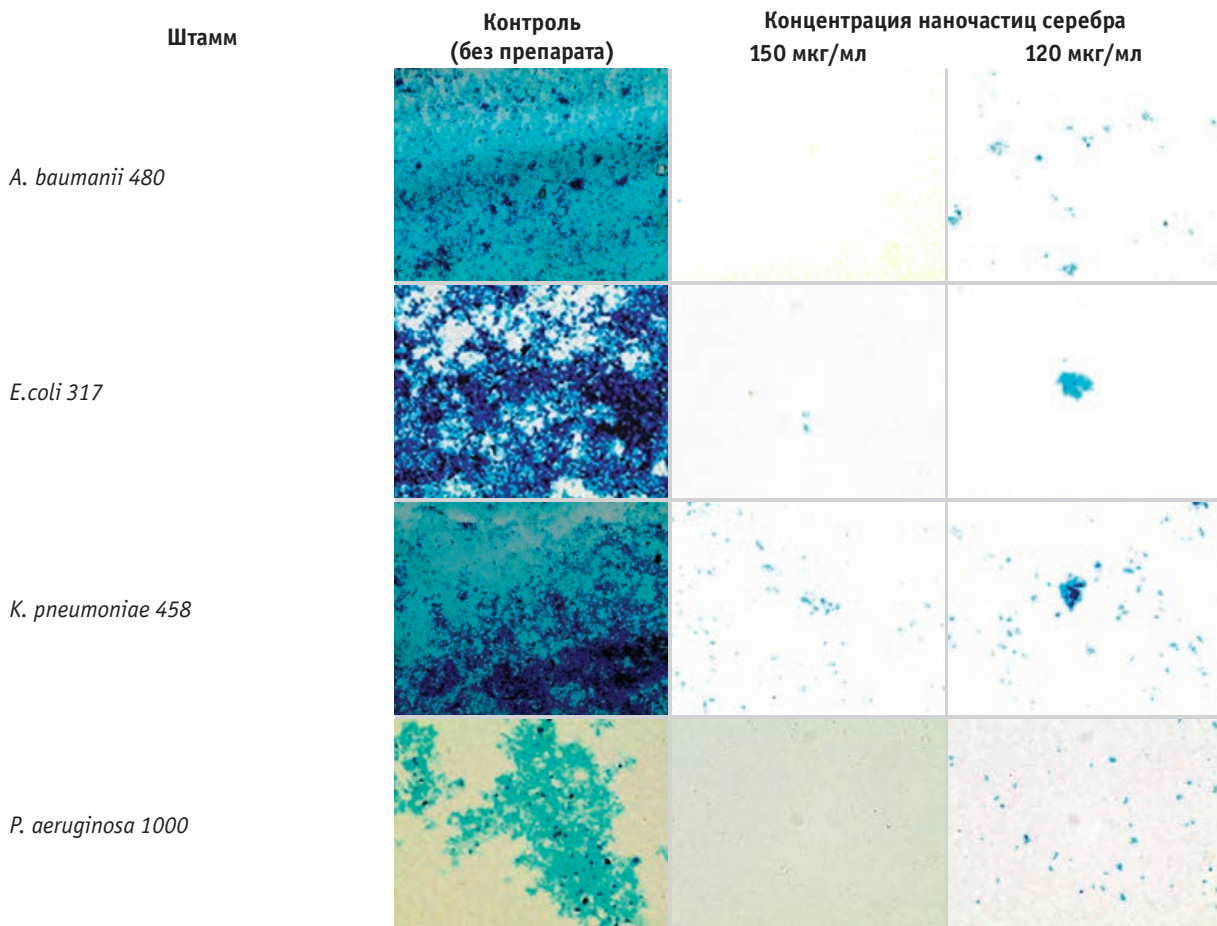 Штамм
Контроль
(без препарата)
Концентрация наночастиц серебра
150 мкг/мл
120 мкг/мл
A. baumanii 480
E.coli 317
K. pneumoniae 458
P. aeruginosa 1000